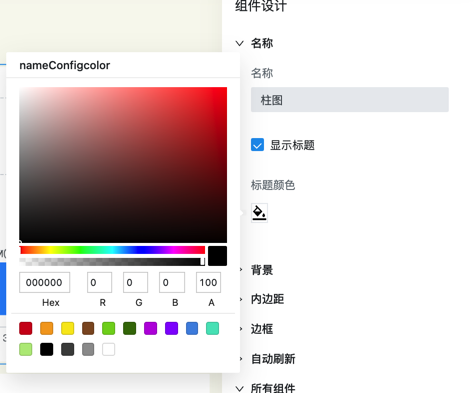 组件设计
名称
nameConfigcolor
名称
柱图
显示标题
标题颜色
000000 0 0 0 100
Hex R G B A
背景
内边距
边框
自动刷新
所有组件